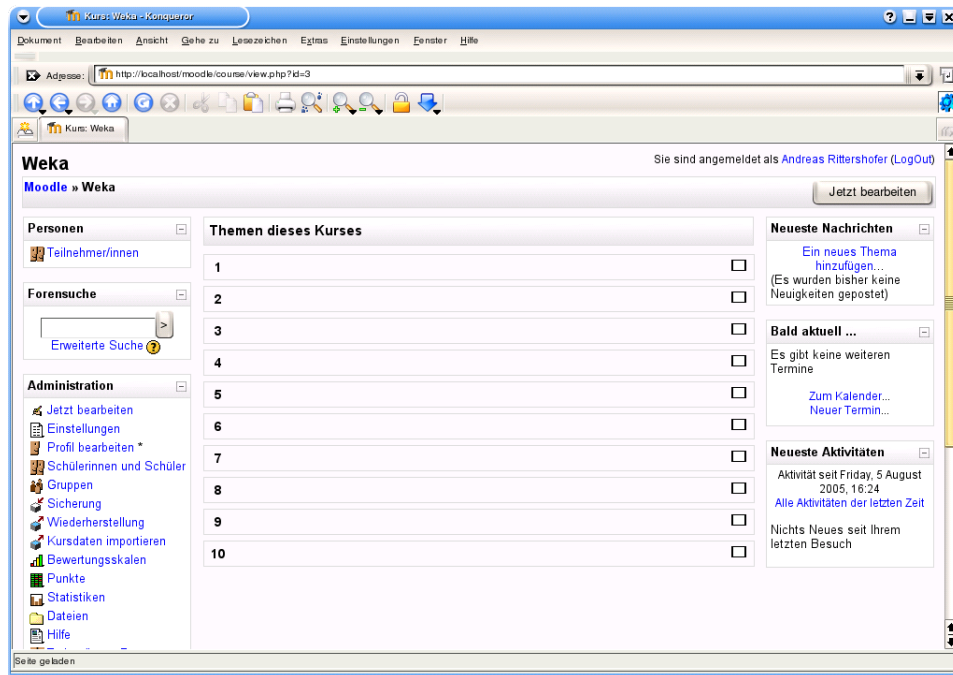 Kurs: Weka - Konqueror
Dokument Bearbeiten Ansicht Gehe zu Lesezeichen Extras Einstellungen Fenster Hilfe
Adresse: http://localhost/moodle/course/view.php?id=3
Kurs: Weka
Weka
Sie sind angemeldet als Andreas Rittershofer (LogOut)
Moodle » Weka
Jetzt bearbeiten
Personen
Teilnehmer/innen
Forensuche
>
Erweiterte Suche ?
Administration
Jetzt bearbeiten
Einstellungen
Profil bearbeiten *
Schülerinnen und Schüler
Gruppen
Sicherung
Wiederherstellung
Kursdaten importieren
Bewertungsskalen
Punkte
Statistiken
Dateien
Hilfe
Themen dieses Kurses
1
2
3
4
5
6
7
8
9
10
Neueste Nachrichten
Ein neues Thema
hinzufügen...
(Es wurden bisher keine
Neuigkeiten gepostet)
Bald aktuell ...
Es gibt keine weiteren
Termine
Zum Kalender...
Neuer Termin...
Neueste Aktivitäten
Aktivität seit Friday, 5 August
2005, 16:24
Alle Aktivitäten der letzten Zeit
Nichts Neues seit Ihrem
letzten Besuch
Seite geladen